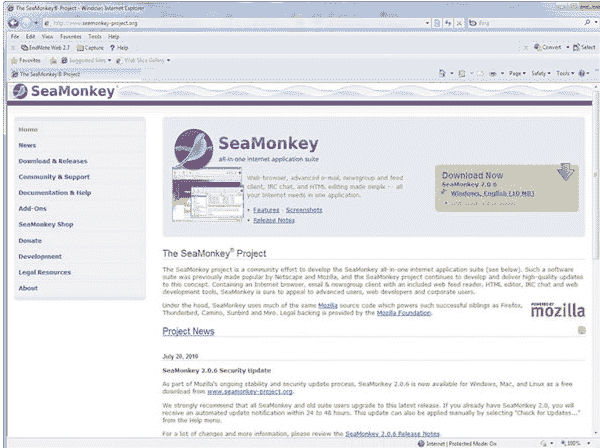 The SeaMonkey® Project - Windows Internet Explorer
http://www.seamonkey-project.org
Bing
File Edit View Favorites Tools Help
EndNote Web 2.7 Capture Help
Convert Select
Favorites Suggested Sites Web Slice Gallery
The SeaMonkey® Project
Page Safety Tools
SeaMonkey
Home
News
Download & Releases
Community & Support
Documentation & Help
Add-Ons
SeaMonkey Shop
Donate
Development
Legal Resources
About
SeaMonkey
all-in-one internet application suite
Web-browser, advanced e-mail, newsgroup and feed
client, IRC chat, and HTML editing made simple -- all
your Internet needs in one application.
• Features - Screenshots
• Release Notes
Download Now
SeaMonkey 2.0.6
Windows, English (10 MB)
The SeaMonkey® Project
The SeaMonkey project is a community effort to develop the SeaMonkey all-in-one internet application suite (see below). Such a software
suite was previously made popular by Netscape and Mozilla, and the SeaMonkey project continues to develop and deliver high-quality updates
to this concept. Containing an Internet browser, email & newsgroup client with an included web feed reader, HTML editor, IRC chat and web
development tools, SeaMonkey is sure to appeal to advanced users, web developers and corporate users.
Under the hood, SeaMonkey uses much of the same Mozilla source code which powers such successful siblings as Firefox,
Thunderbird, Camino, Sunbird and Miro. Legal backing is provided by the Mozilla Foundation.
POWERED BY
mozilla
Project News
July 20, 2010
SeaMonkey 2.0.6 Security Update
As part of Mozilla's ongoing stability and security update process, SeaMonkey 2.0.6 is now available for Windows, Mac, and Linux as a free
download from www.seamonkey-project.org.
We strongly recommend that all SeaMonkey and old suite users upgrade to this latest release. If you already have SeaMonkey 2.0, you will
receive an automated update notification within 24 to 48 hours. This update can also be applied manually by selecting "Check for Updates..."
from the Help menu.
For a list of changes and more information, please review the SeaMonkey 2.0.6 Release Notes.
Internet | Protected Mode: On
100%